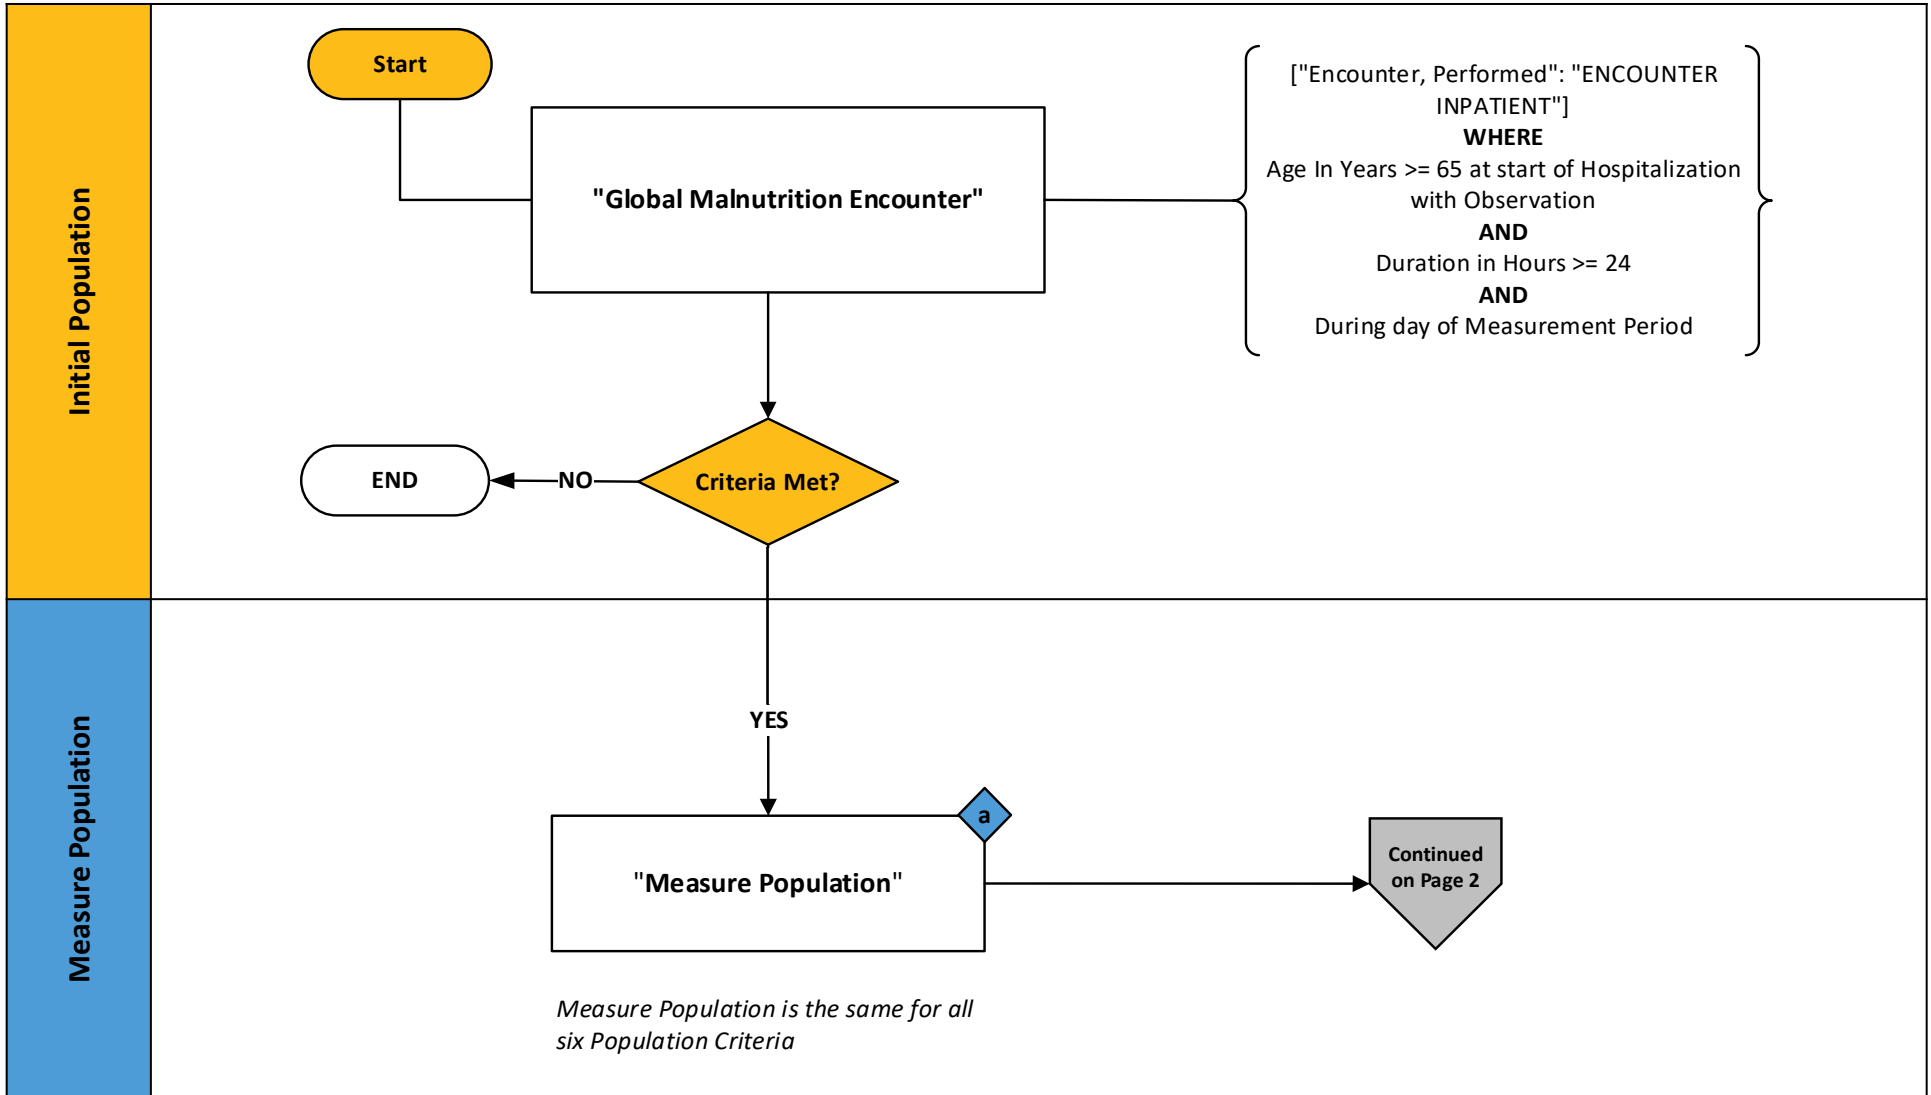 Initial Population
Start
"Global Malnutrition Encounter"
["Encounter, Performed": "ENCOUNTER
INPATIENT"]
WHERE
Age In Years >= 65 at start of Hospitalization
with Observation
AND
Duration in Hours >= 24
AND
During day of Measurement Period
END
NO
Criteria Met?
Measure Population
YES
"Measure Population"
a
Continued
on Page 2
Measure Population is the same for all
six Population Criteria